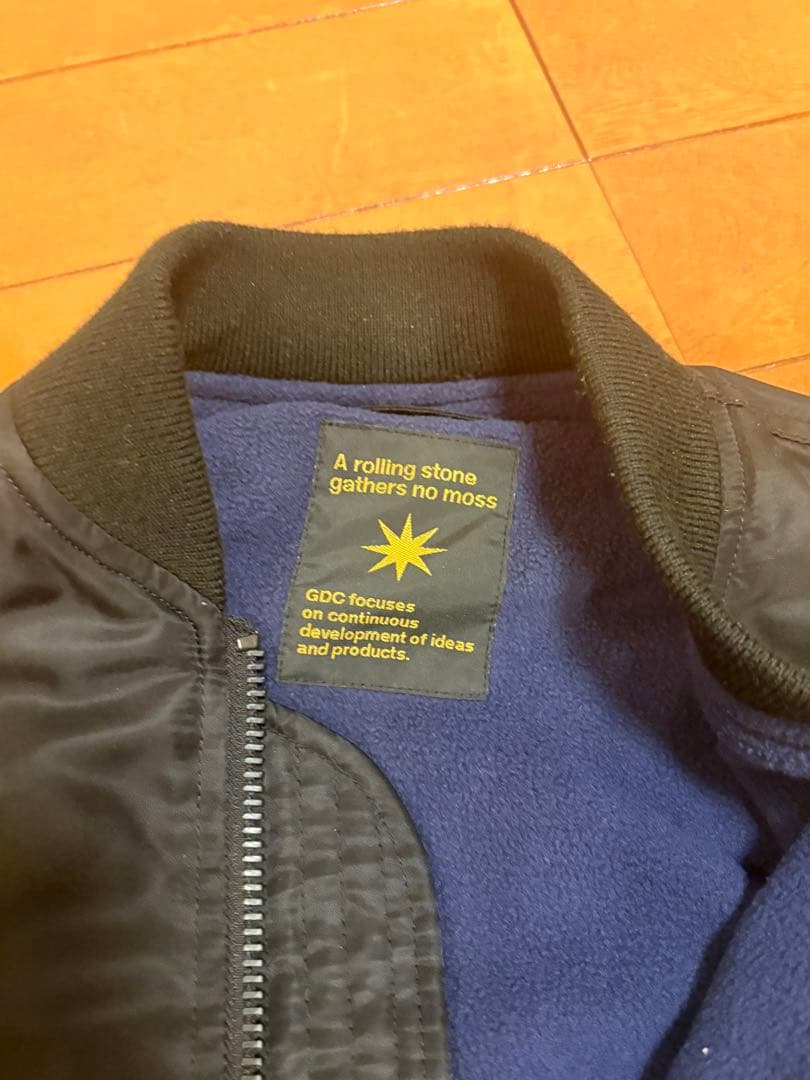 A rolling stone
gathers no moss
GDC focuses
on continuous
development of ideas
and products.